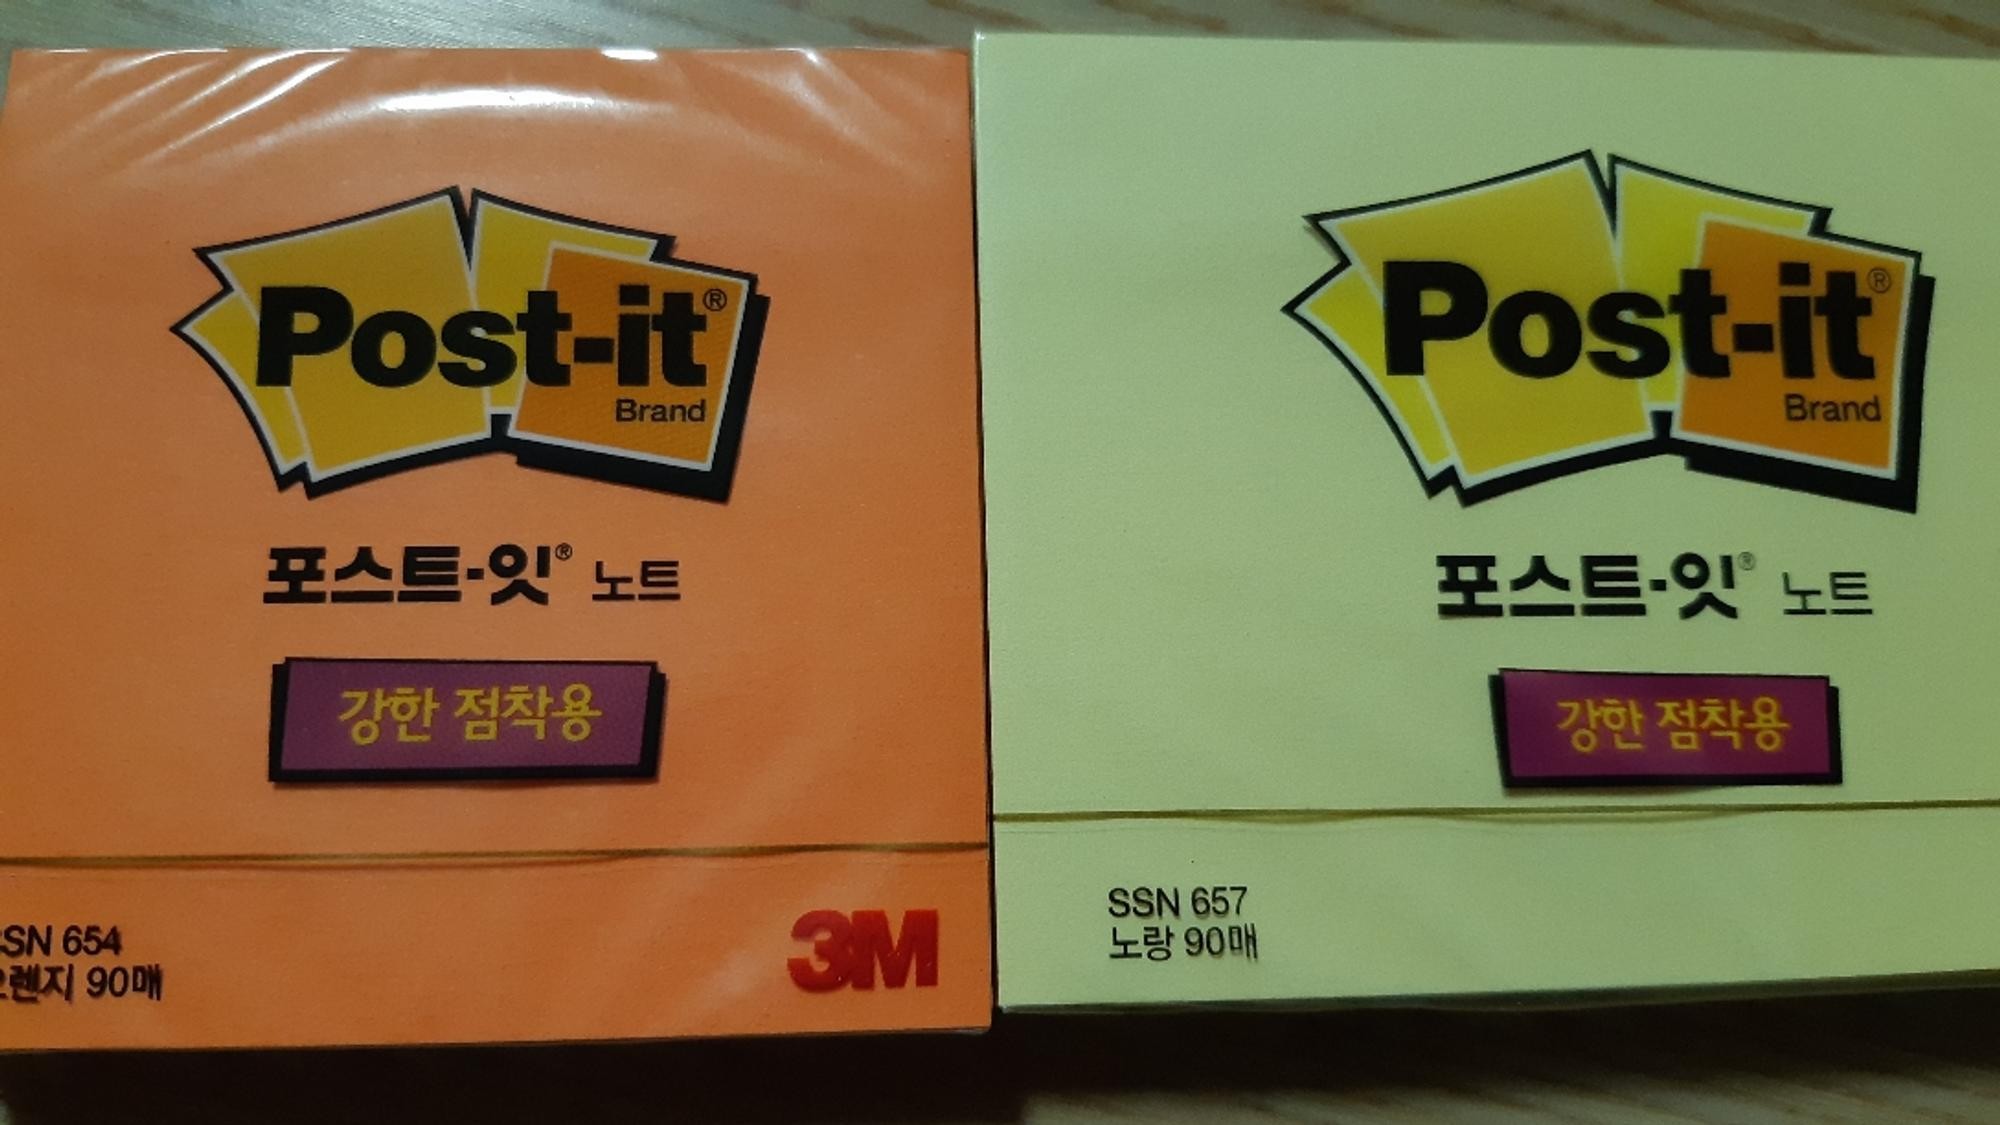 Post-it®
Brand
포스트-잇® 노트
강한 점착용
SSN 654
오렌지 90매
3M
Post-it®
Brand
포스트-잇® 노트
강한 점착용
SSN 657
노랑 90매